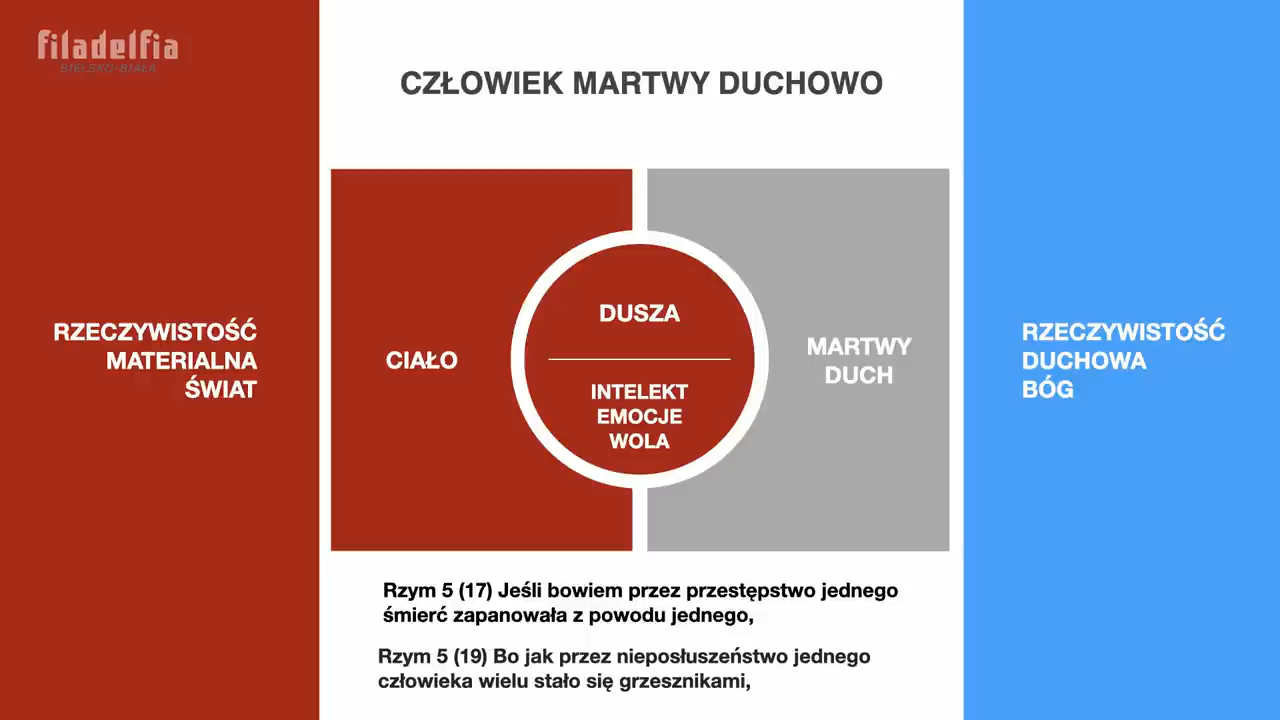 filadelfia
BIELSKO-BIAŁA
CZŁOWIEK MARTWY DUCHOWO
RZECZYWISTOŚĆ
MATERIALNA
ŚWIAT
CIAŁO
DUSZA
INTELEKT
EMOCJE
WOLA
MARTWY
DUCH
RZECZYWISTOŚĆ
DUCHOWA
BÓG
Rzym 5 (17) Jeśli bowiem przez przestępstwo jednego
śmierć zapanowała z powodu jednego,
Rzym 5 (19) Bo jak przez nieposłuszeństwo jednego
człowieka wielu stało się grzesznikami,